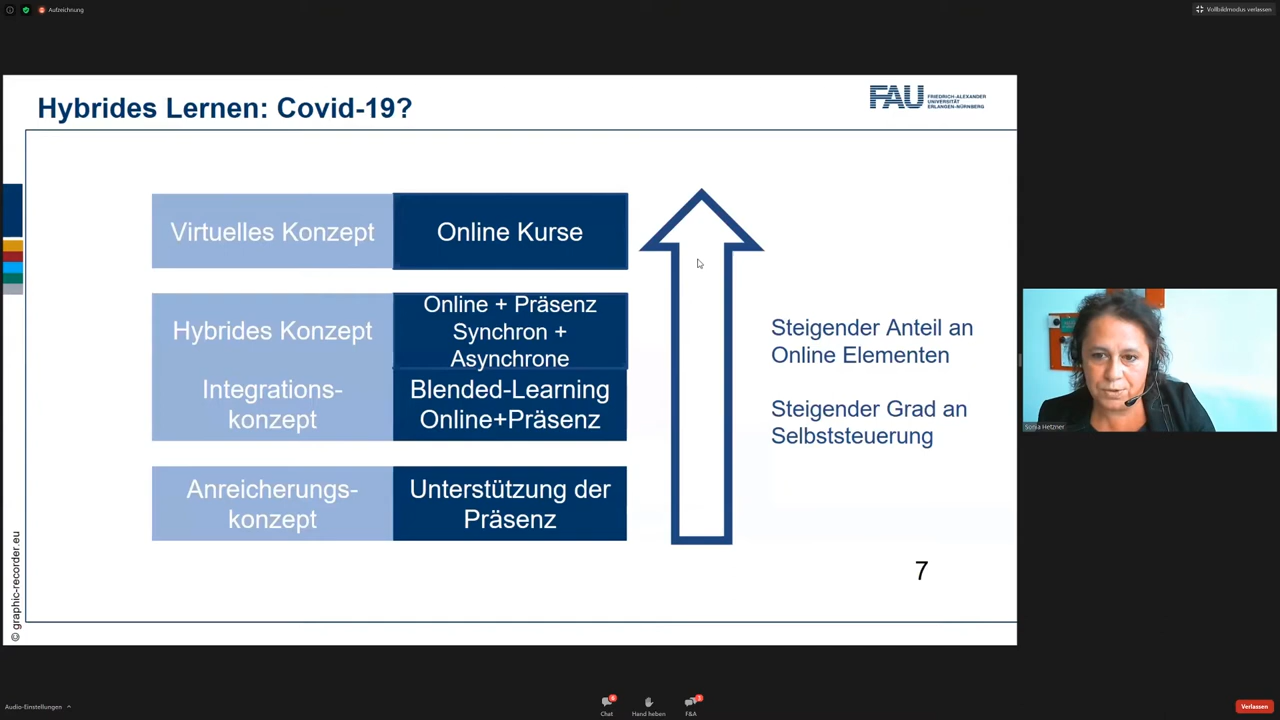 Aufzeichnung
Vollbildmodus verlassen
Hybrides Lernen: Covid-19?
FAU
FRIEDRICH-ALEXANDER
UNIVERSITÄT
ERLANGEN-NÜRNBERG
Virtuelles Konzept
Online Kurse
Hybrides Konzept
Online + Präsenz
Synchron +
Asynchrone
Integrations-
konzept
Blended-Learning
Online+Präsenz
Anreicherungs-
konzept
Unterstützung der
Präsenz
Steigender Anteil an
Online Elementen
Steigender Grad an
Selbststeuerung
7
© graphic-recorder.eu
Sonia Hetzner
Audio-Einstellungen
Chat
Hand heben
F&A
Verlassen